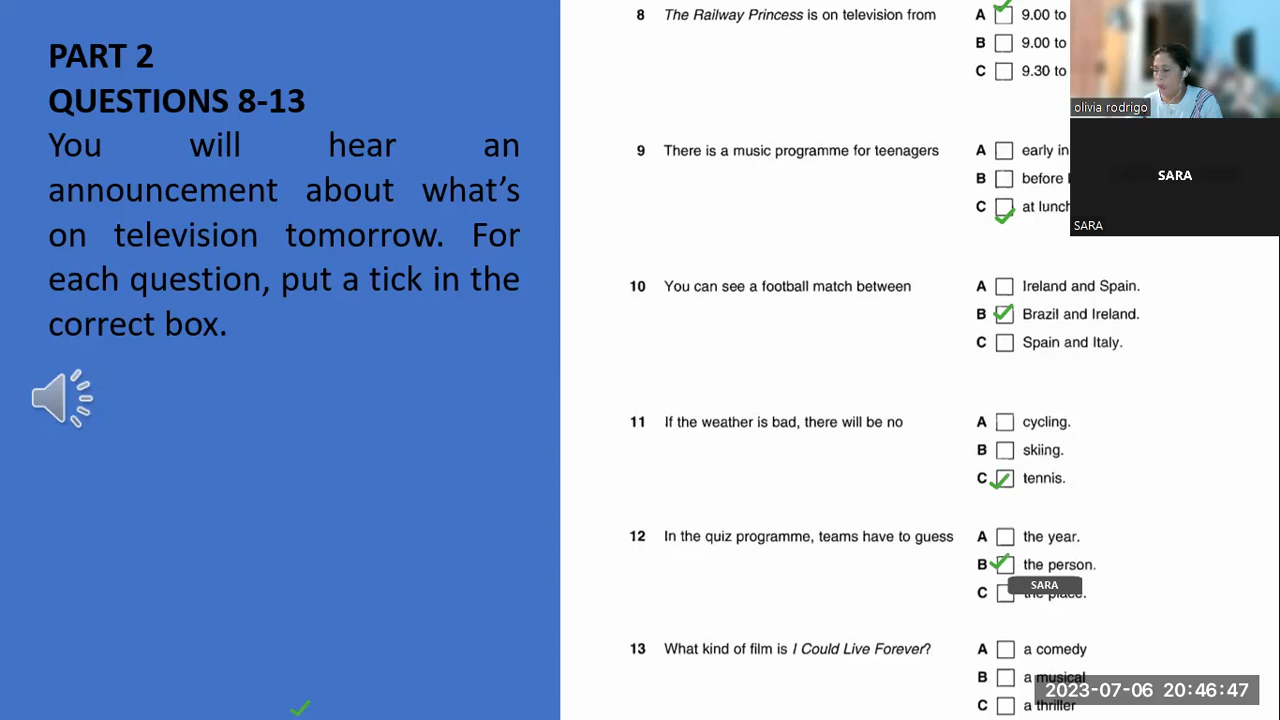 PART 2
QUESTIONS 8-13
You will hear an
announcement about what's
on television tomorrow. For
each question, put a tick in the
correct box.
8 The Railway Princess is on television from
A 9.00 to
B 9.00 to
C 9.30 to
9 There is a music programme for teenagers
A early in
B before
C at lunch
10 You can see a football match between
A Ireland and Spain.
B Brazil and Ireland.
C Spain and Italy.
11 If the weather is bad, there will be no
A cycling.
B skiing.
C tennis.
12 In the quiz programme, teams have to guess
A the year.
B the person.
C the place.
SARA
13 What kind of film is I Could Live Forever?
A a comedy
B a musical
C a thriller
olivia rodrigo
SARA
SARA
2023-07-06 20:46:47